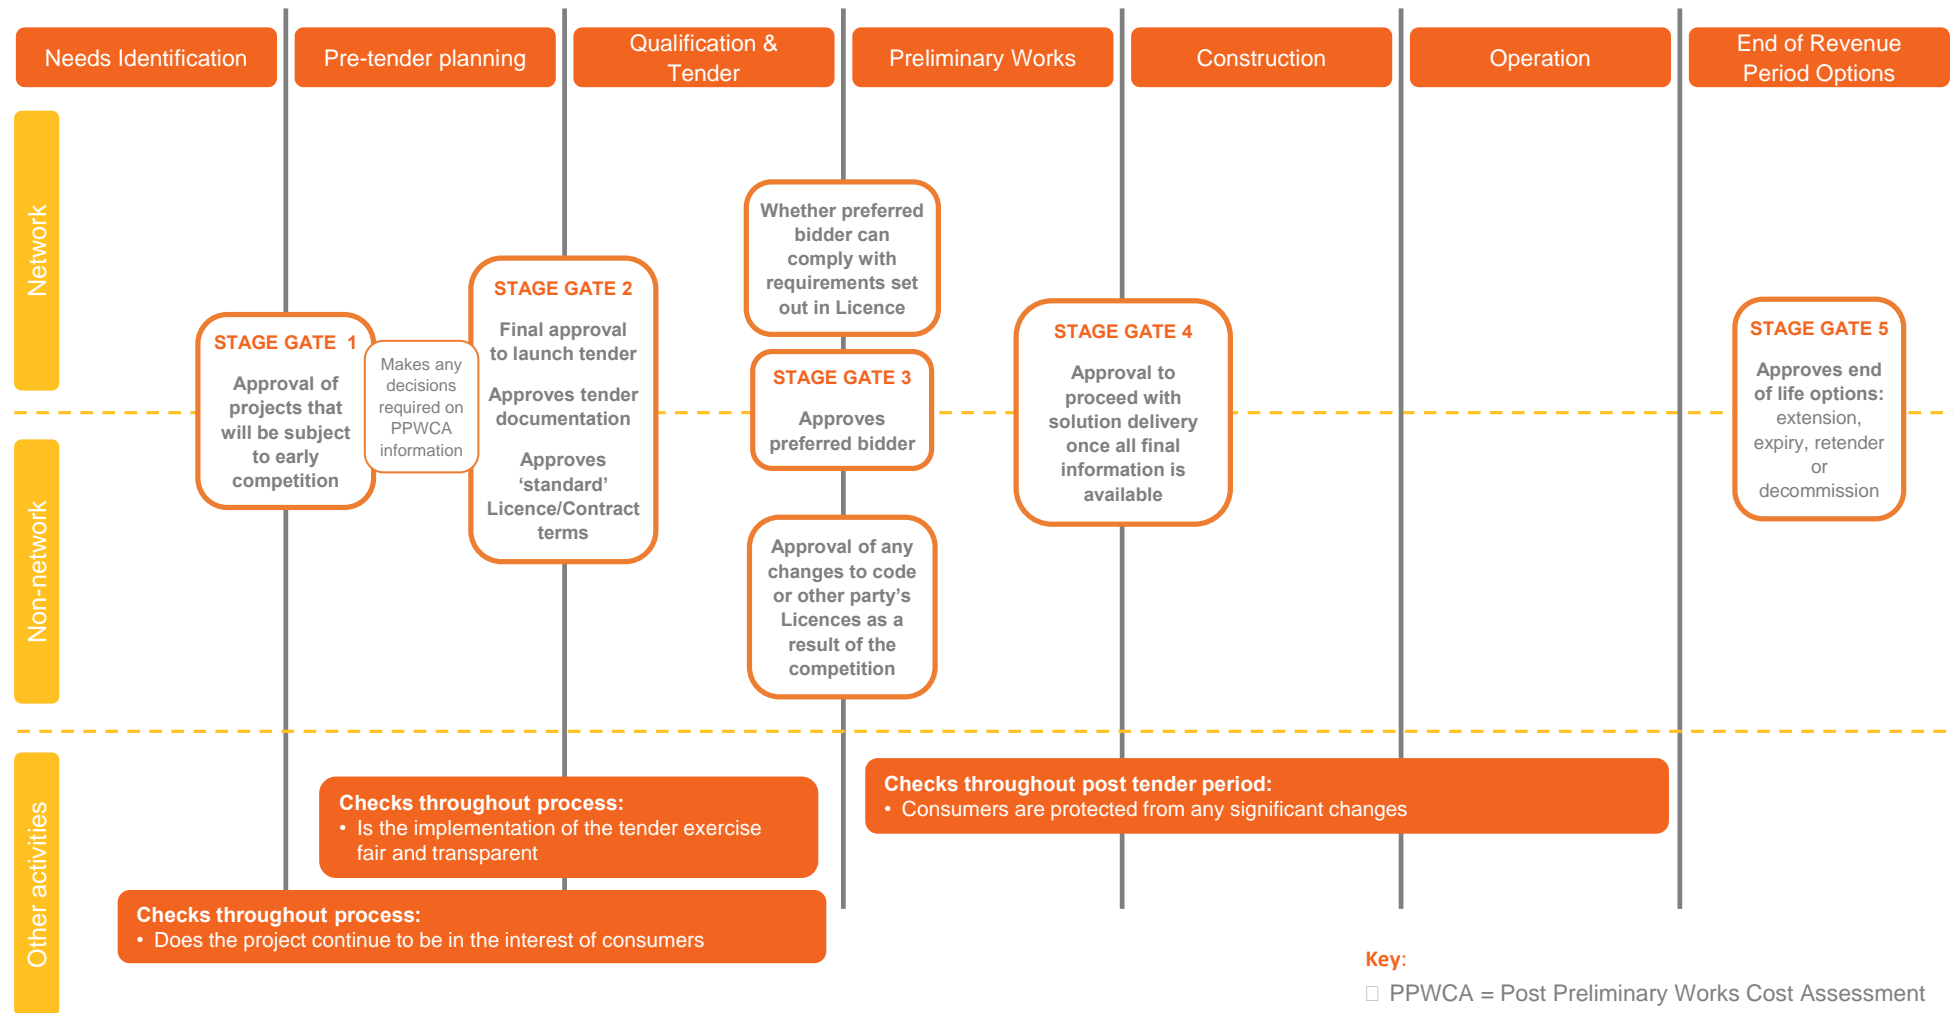 Needs Identification
Pre-tender planning
Qualification &
Tender
Preliminary Works
Construction
Operation
End of Revenue
Period Options
Network
Non-network
Other activities
STAGE GATE 1
Approval of
projects that
will be subject
to early
competition
Makes any
decisions
required on
PPWCA
information
STAGE GATE 2
Final approval
to launch tender
Approves tender
documentation
Approves
‘standard’
Licence/Contract
terms
Whether preferred
bidder can
comply with
requirements set
out in Licence
STAGE GATE 3
Approves
preferred bidder
Approval of any
changes to code
or other party’s
Licences as a
result of the
competition
STAGE GATE 4
Approval to
proceed with
solution delivery
once all final
information is
available
STAGE GATE 5
Approves end
of life options:
extension,
expiry, retender
or
decommission
Checks throughout process:
• Is the implementation of the tender exercise
fair and transparent
Checks throughout post tender period:
• Consumers are protected from any significant changes
Checks throughout process:
• Does the project continue to be in the interest of consumers
Key:
□ PPWCA = Post Preliminary Works Cost Assessment